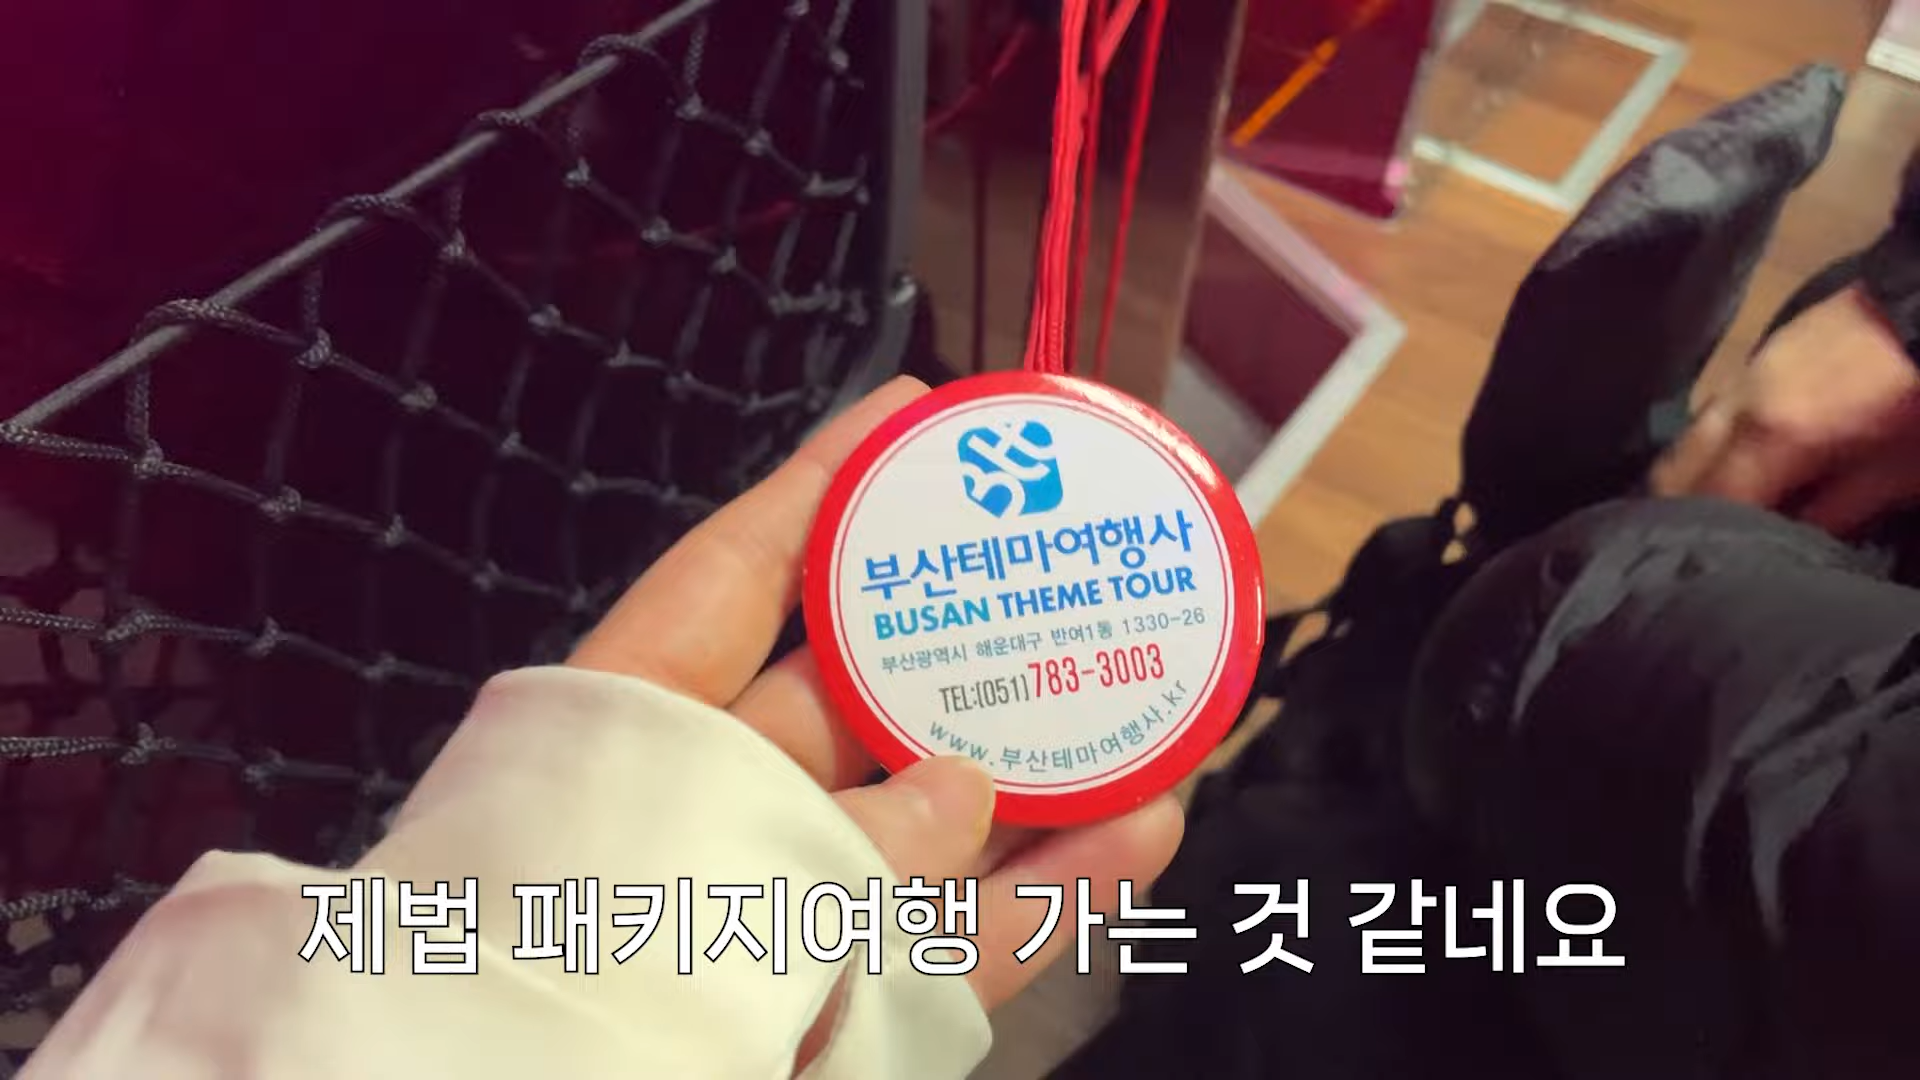 부산테마여행사
BUSAN THEME TOUR
부산광역시 해운대구 반여1동 1330-26
TEL:(051)783-3003
www.부산테마여행사.kr
제법 패키지여행 가는 것 같네요